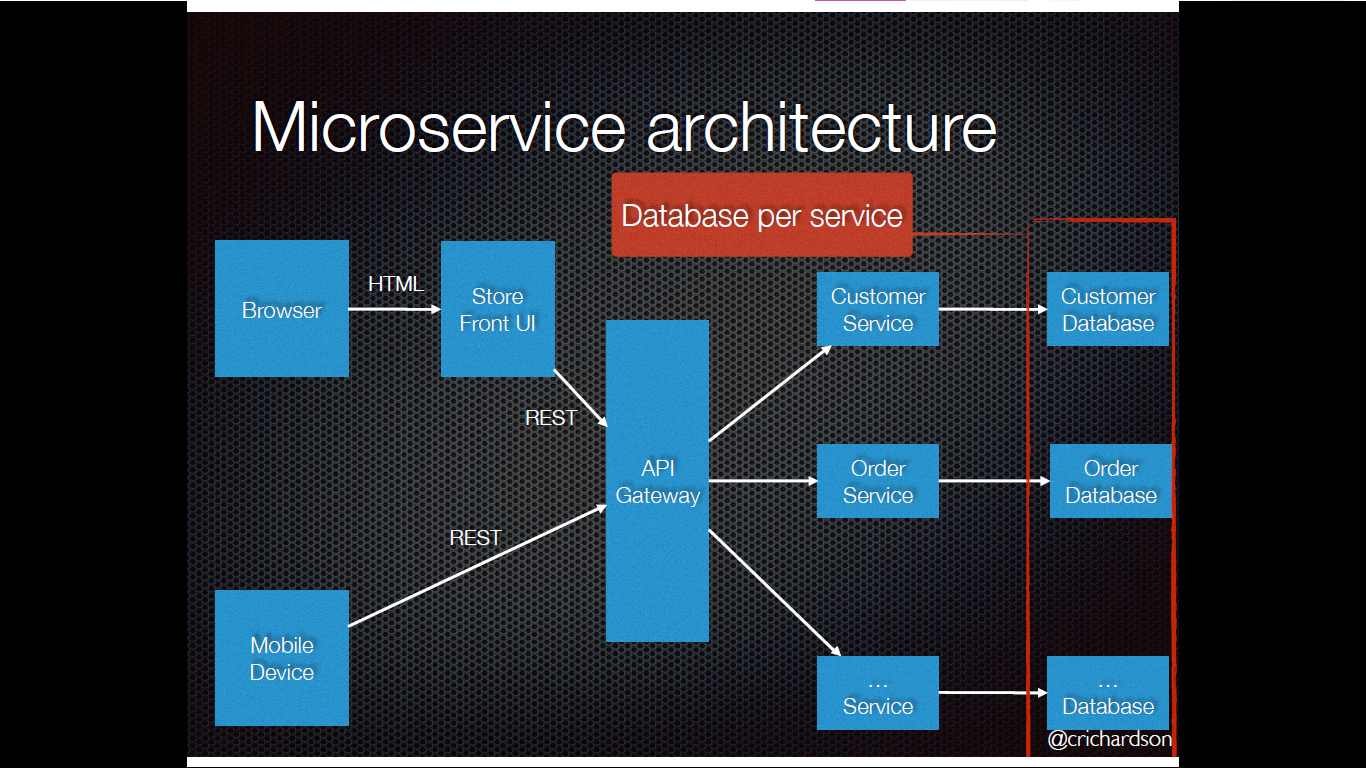 Microservice architecture
Database per service
Browser
HTML
Store
Front UI
REST
API
Gateway
REST
Mobile
Device
Customer
Service
Customer
Database
Order
Service
Order
Database
...
Service
...
Database
@crichardson